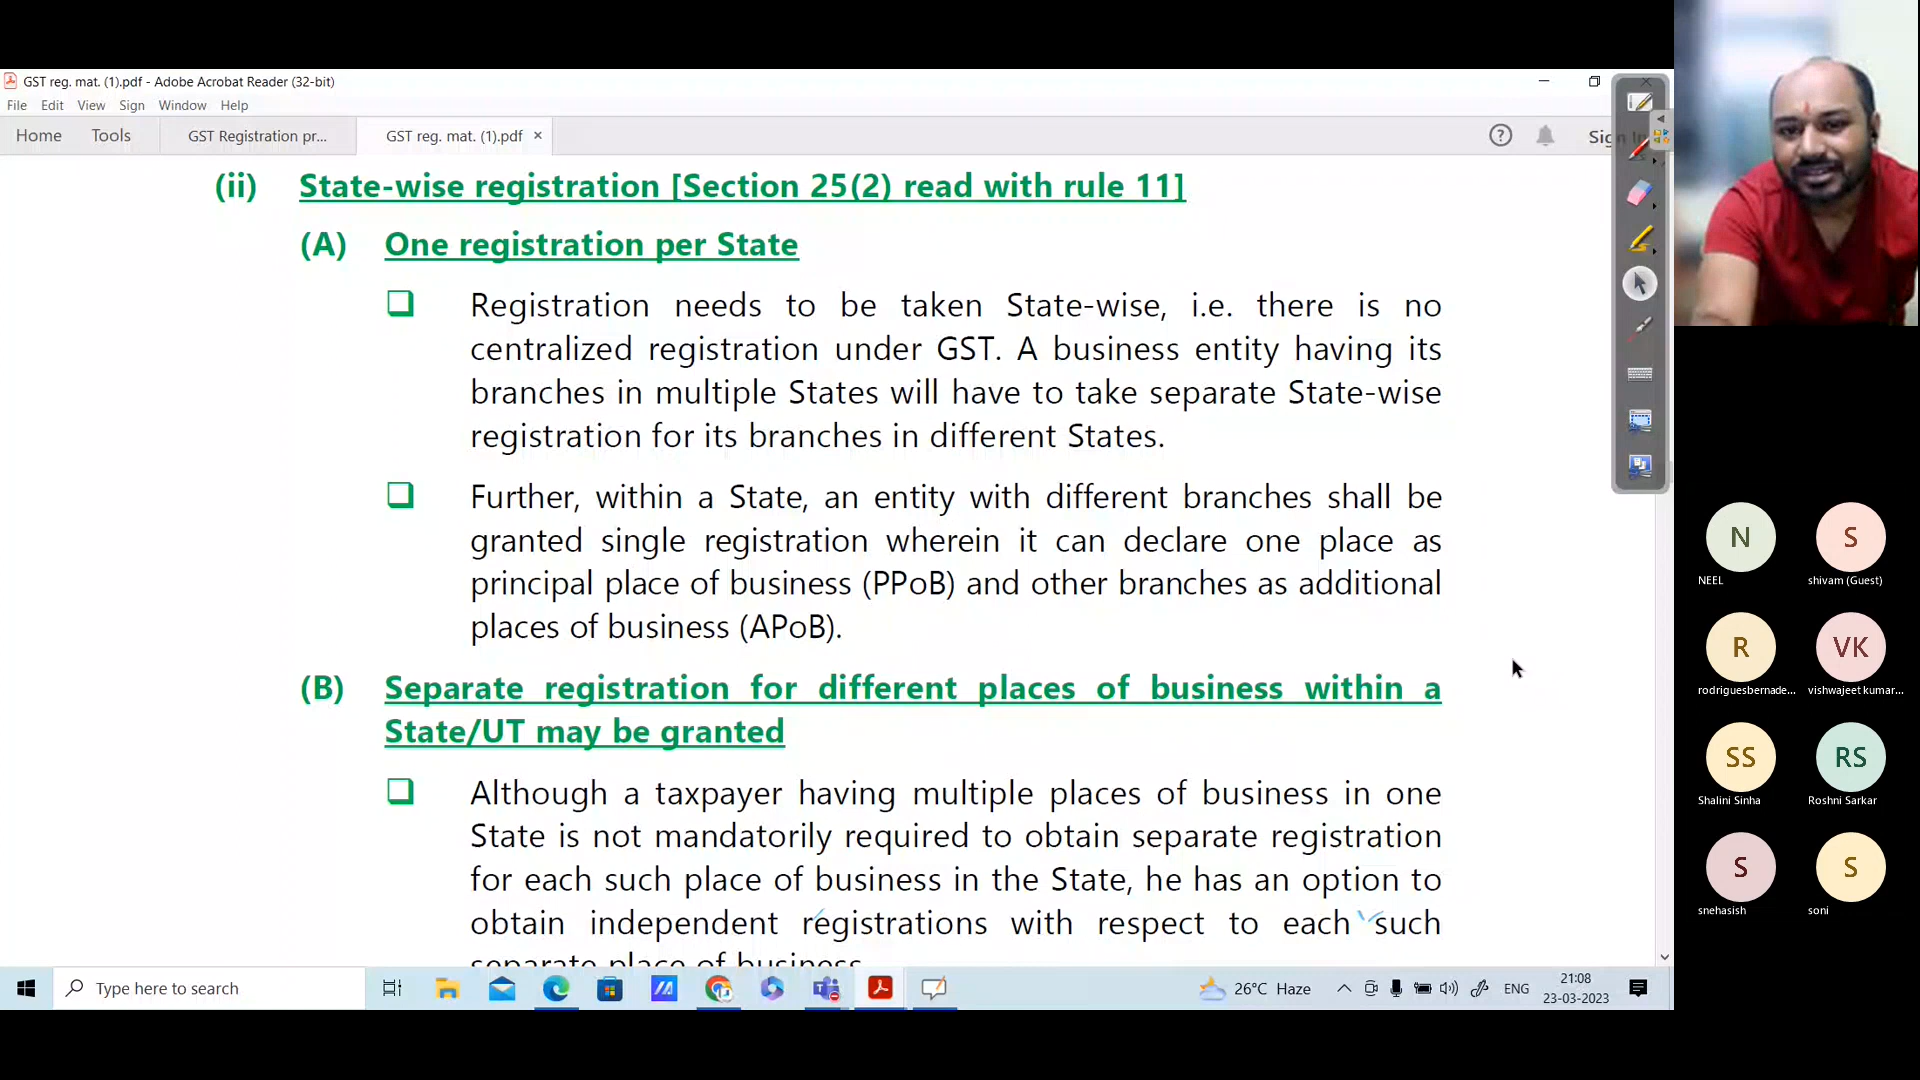 GST reg. mat. (1).pdf - Adobe Acrobat Reader (32-bit)
File Edit View Sign Window Help
Home Tools GST Registration pr... GST reg. mat. (1).pdf × Sign In
(ii) State-wise registration [Section 25(2) read with rule 11]
(A) One registration per State
Registration needs to be taken State-wise, i.e. there is no
centralized registration under GST. A business entity having its
branches in multiple States will have to take separate State-wise
registration for its branches in different States.
Further, within a State, an entity with different branches shall be
granted single registration wherein it can declare one place as
principal place of business (PPoB) and other branches as additional
places of business (APoB).
(B) Separate registration for different places of business within a
State/UT may be granted
Although a taxpayer having multiple places of business in one
State is not mandatorily required to obtain separate registration
for each such place of business in the State, he has an option to
obtain independent registrations with respect to each such
separate place of business.
N S
NEEL shivam (Guest)
R VK
rodriguesbernade... vishwajeet kumar...
SS RS
Shalini Sinha Roshni Sarkar
S S
snehasish soni
Type here to search 26°C Haze ENG 21:08
23-03-2023